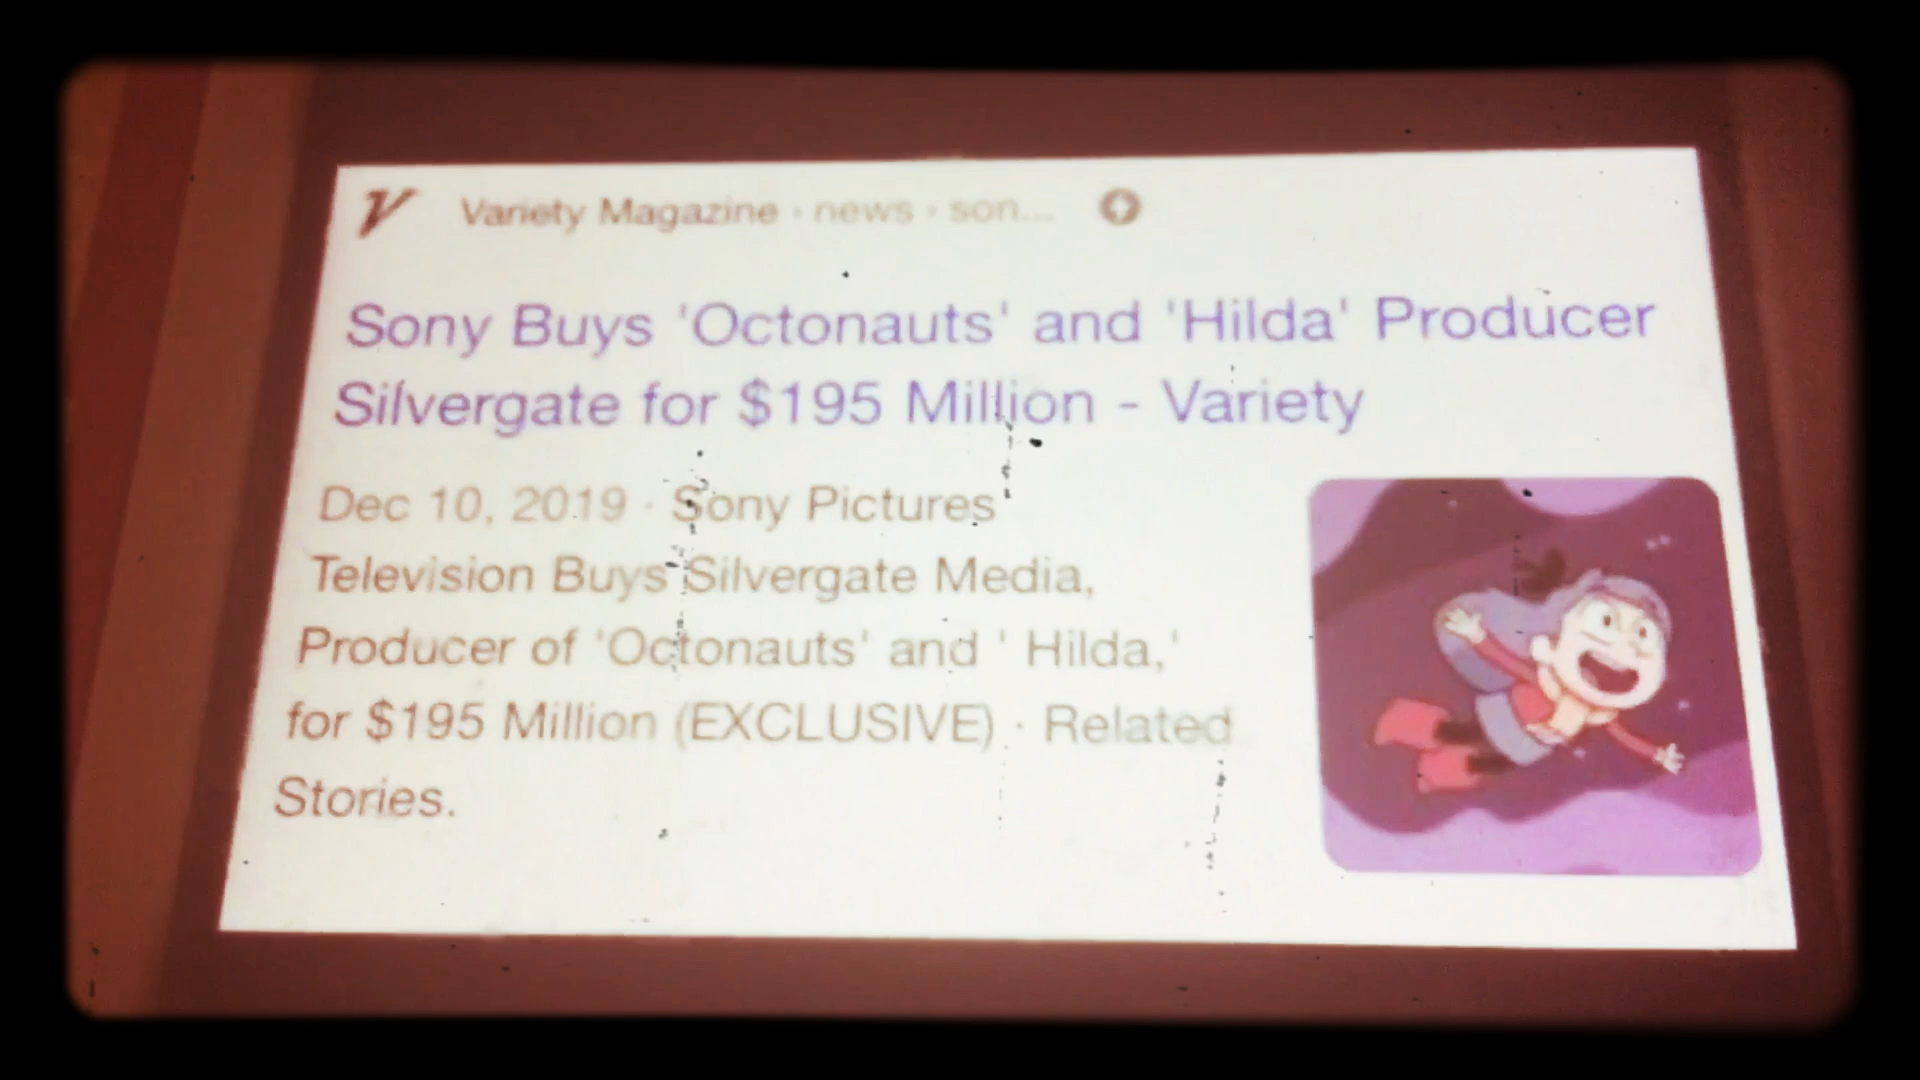 V Variety Magazine · news · son...
Sony Buys 'Octonauts' and 'Hilda' Producer
Silvergate for $195 Million - Variety
Dec 10, 2019 · Sony Pictures
Television Buys Silvergate Media,
Producer of 'Octonauts' and ' Hilda,'
for $195 Million (EXCLUSIVE) · Related
Stories.